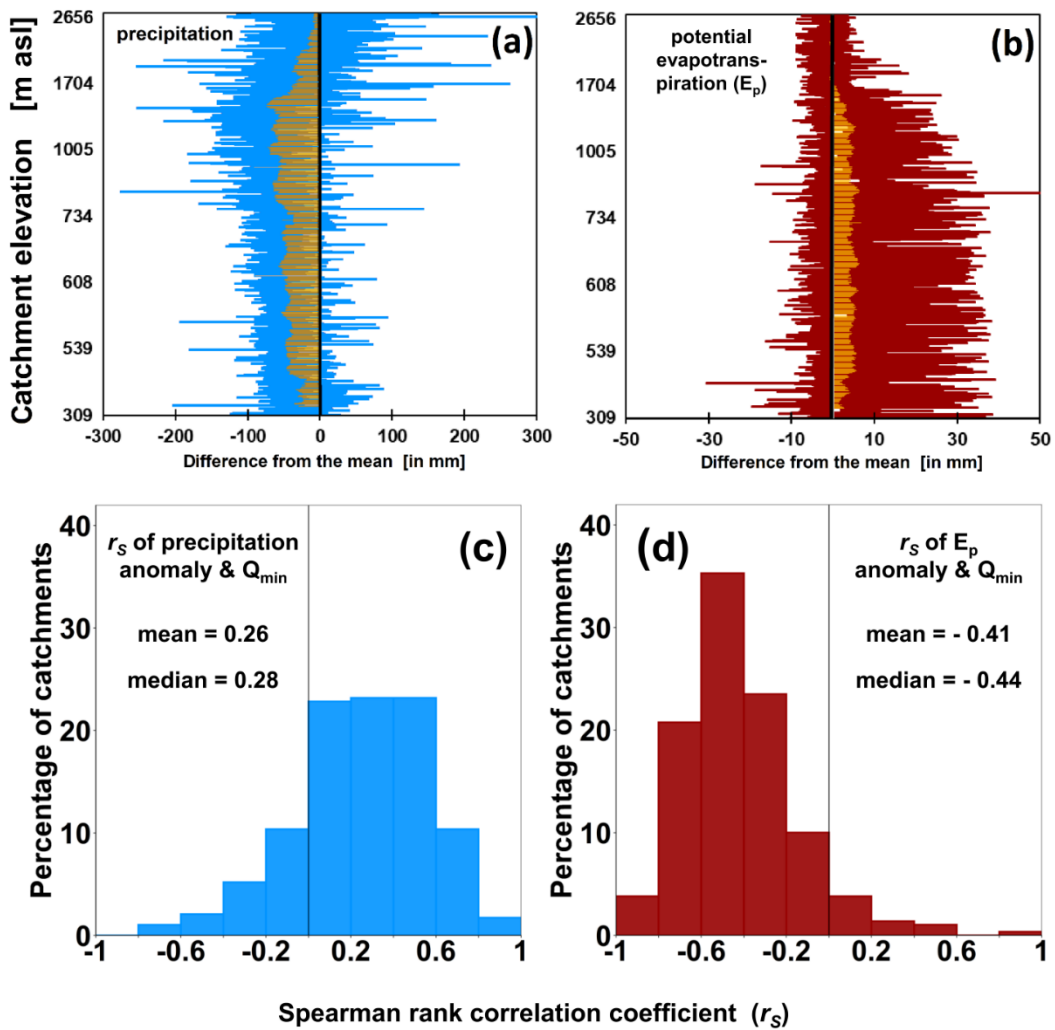 Catchment elevation [m asl]
2656
1704
1005
734
608
539
309
precipitation
(a)
-300
-200
-100
0
100
200
300
Difference from the mean [in mm]
potential
evapotrans-
piration (Ep)
(b)
2656
1704
1005
734
608
539
309
-50
-30
-10
10
30
50
Difference from the mean [in mm]
Percentage of catchments
40
30
20
10
0
rS of precipitation
anomaly & Qmin
mean = 0.26
median = 0.28
(c)
-1
-0.6
-0.2
0.2
0.6
1
Percentage of catchments
40
30
20
10
0
(d)
rS of Ep
anomaly & Qmin
mean = - 0.41
median = - 0.44
-1
-0.6
-0.2
0.2
0.6
1
Spearman rank correlation coefficient (rS)